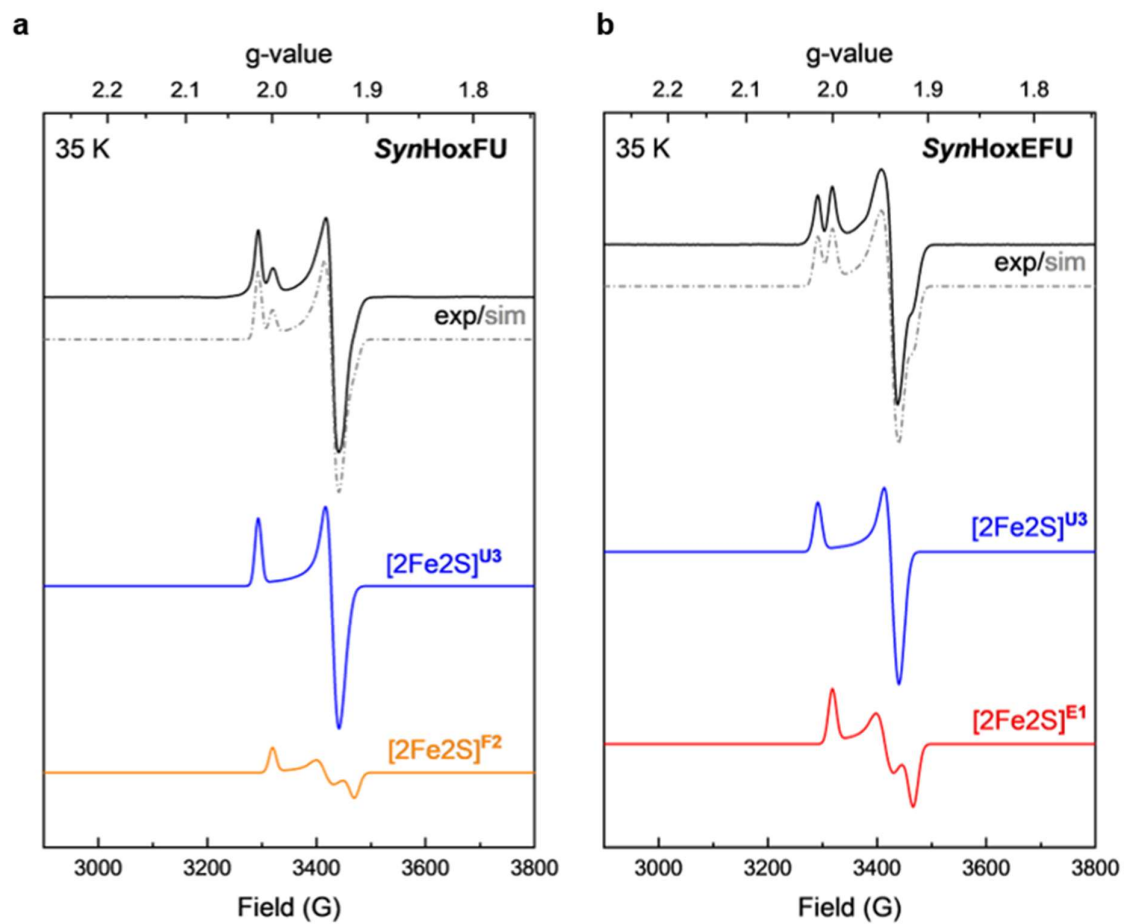 a
g-value
2.2 2.1 2.0 1.9 1.8
35 K
SynHoxFU
exp/sim
[2Fe2S]U3
[2Fe2S]F2
3000 3200 3400 3600 3800
Field (G)
b
g-value
2.2 2.1 2.0 1.9 1.8
35 K
SynHoxEFU
exp/sim
[2Fe2S]U3
[2Fe2S]E1
3000 3200 3400 3600 3800
Field (G)